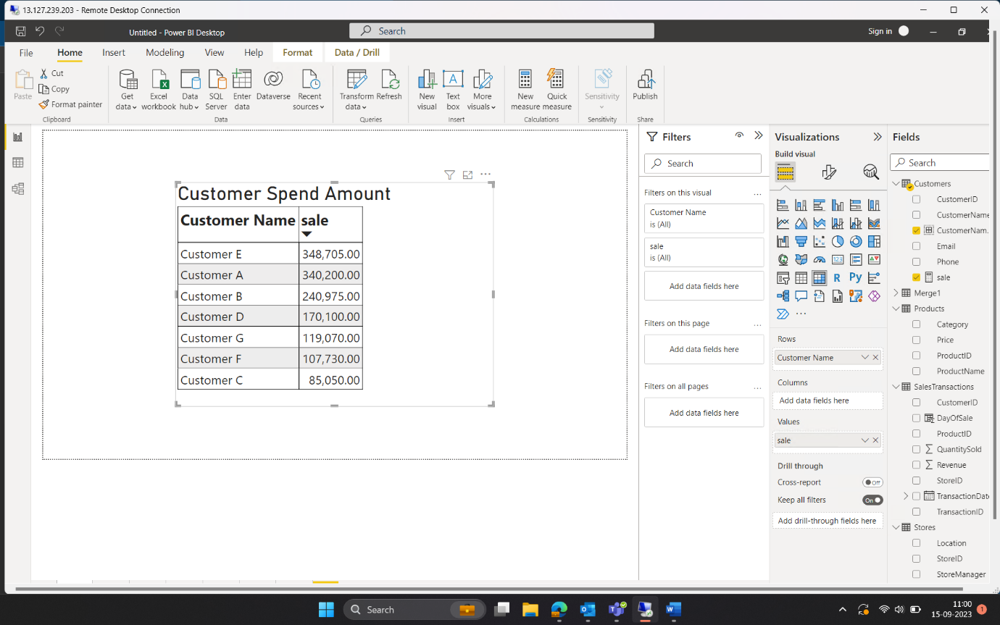 13.127.239.203 - Remote Desktop Connection
Untitled - Power BI Desktop
Search
Sign in
File Home Insert Modeling View Help Format Data / Drill
Paste
Cut
Copy
Format painter
Clipboard
Get data
Excel workbook
Data hub
SQL Server
Enter data
Dataverse
Recent sources
Data
Transform data
Refresh
Queries
New visual
Text box
More visuals
Insert
New measure
Quick measure
Calculations
Sensitivity
Sensitivity
Publish
Share
Customer Spend Amount
Customer Name sale
Customer E 348,705.00
Customer A 340,200.00
Customer B 240,975.00
Customer D 170,100.00
Customer G 119,070.00
Customer F 107,730.00
Customer C 85,050.00
Filters
Search
Filters on this visual
Customer Name
is (All)
sale
is (All)
Add data fields here
Filters on this page
Add data fields here
Filters on all pages
Add data fields here
Visualizations
Build visual
123
R Py
Rows
Customer Name
Columns
Add data fields here
Values
sale
Drill through
Cross-report Off
Keep all filters On
Add drill-through fields here
Fields
Search
Customers
CustomerID
CustomerName
CustomerNam...
Email
Phone
sale
Merge1
Products
Category
Price
ProductID
ProductName
SalesTransactions
CustomerID
DayOfSale
ProductID
QuantitySold
Revenue
StoreID
TransactionDate
TransactionID
Stores
Location
StoreID
StoreManager
Search
11:00
15-09-2023
1